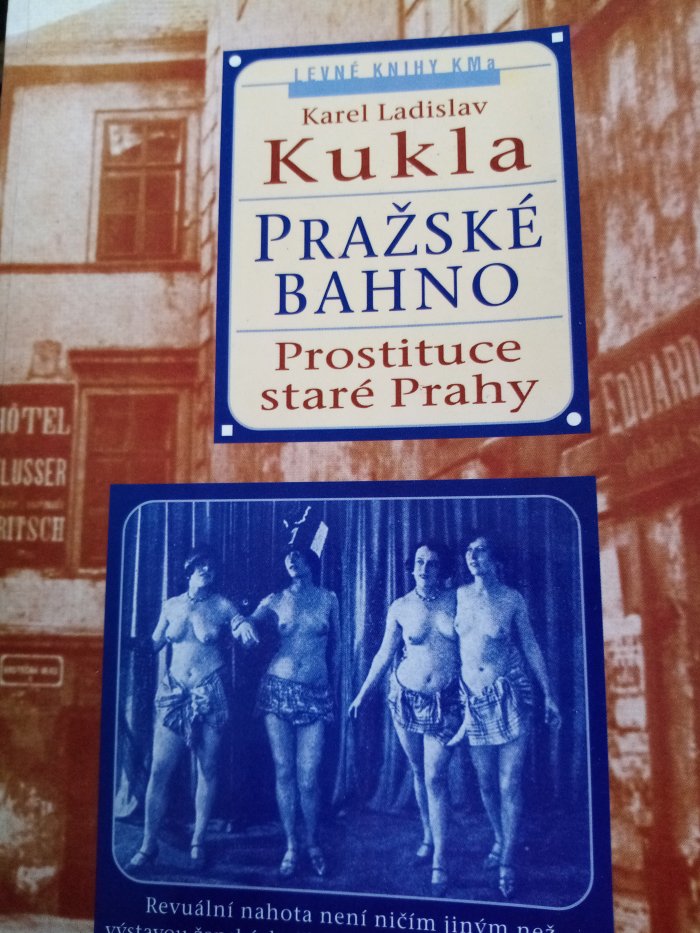 LEVNÉ KNIHY KMa
Karel Ladislav
Kukla
PRAŽSKÉ
BAHNO
Prostituce
staré Prahy
HÔTEL
LUSSER
RITSCH
EDUARD
Revuální nahota není ničím jiným než
výstavou